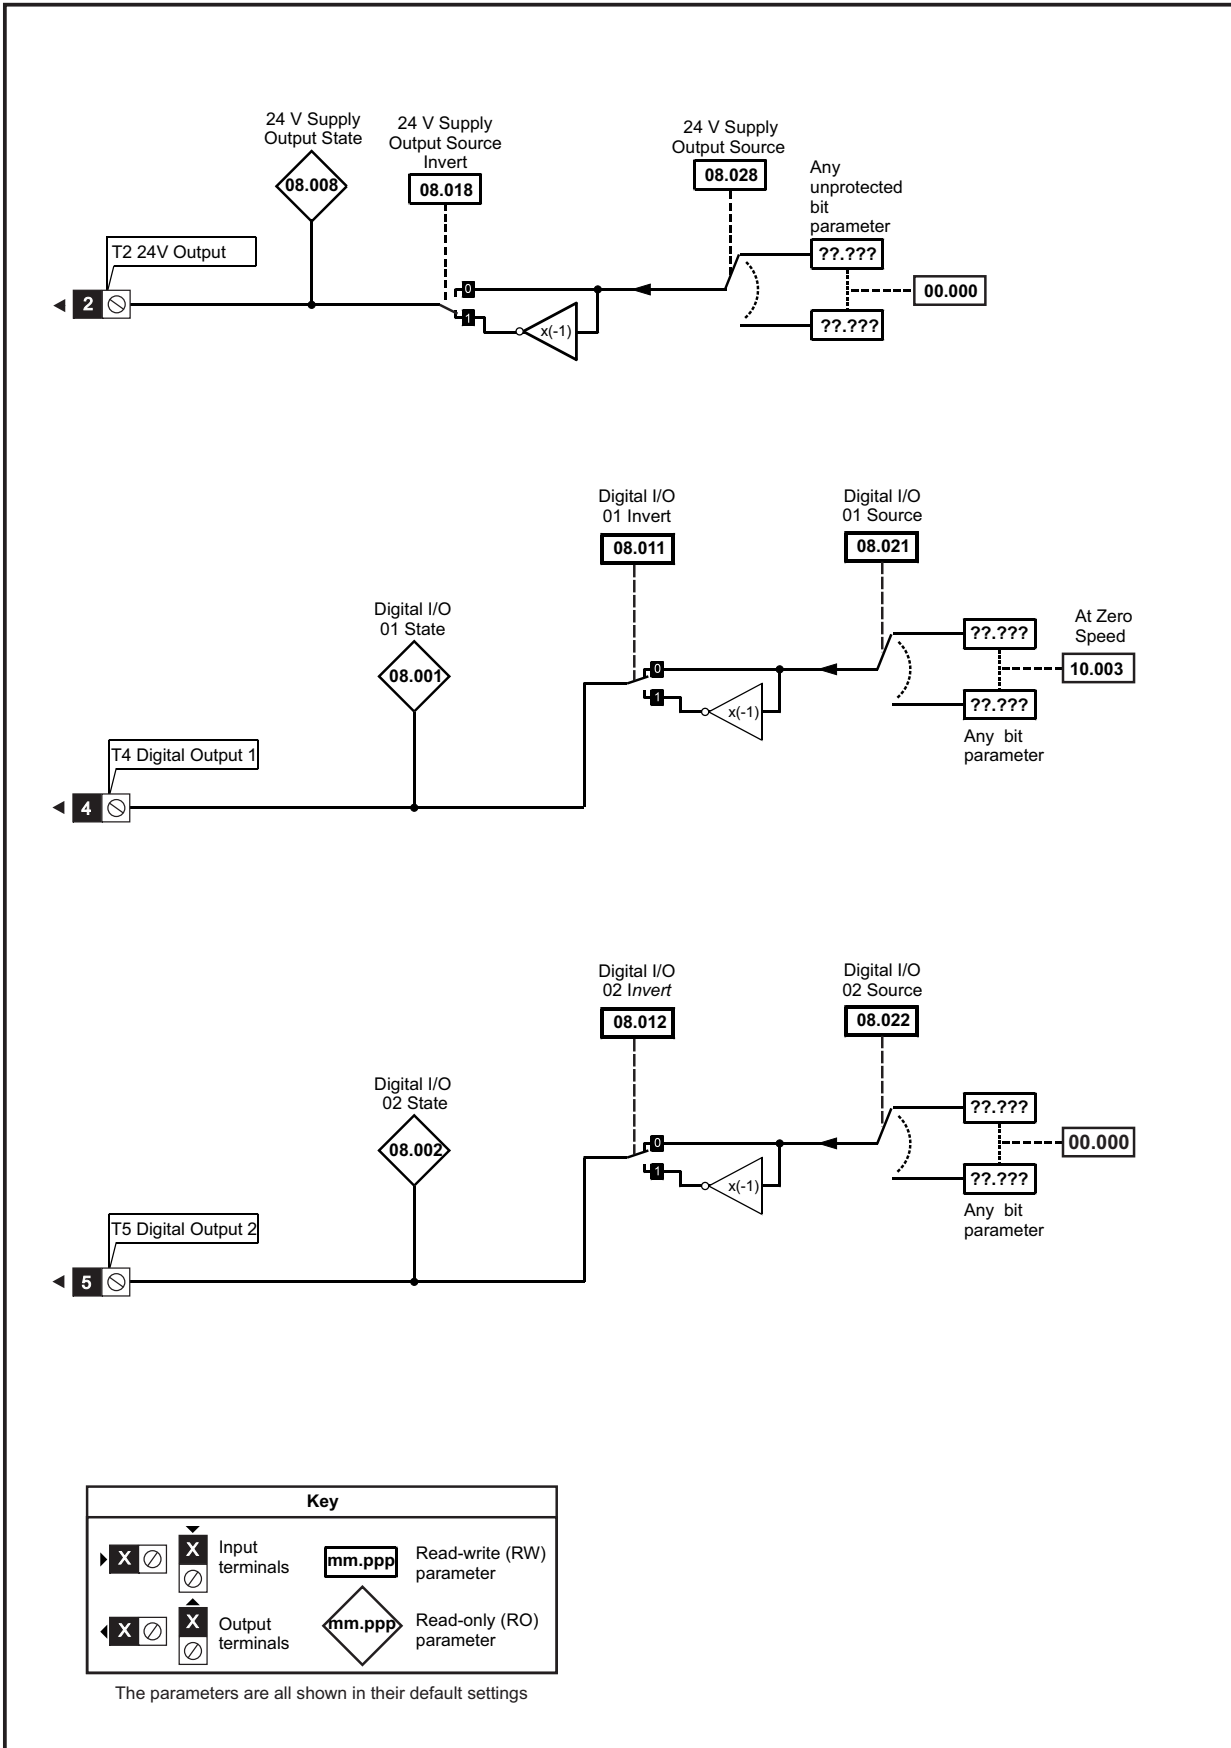 24 V Supply
Output State
08.008
24 V Supply
Output Source
Invert
08.018
24 V Supply
Output Source
08.028
Any
unprotected
bit
parameter
??.???
??.???
00.000
T2 24V Output
2
0
1
x(-1)
Digital I/O
01 Invert
08.011
Digital I/O
01 Source
08.021
Digital I/O
01 State
08.001
??.???
??.???
Any bit
parameter
At Zero
Speed
10.003
0
1
x(-1)
T4 Digital Output 1
4
Digital I/O
02 Invert
08.012
Digital I/O
02 Source
08.022
Digital I/O
02 State
08.002
??.???
??.???
Any bit
parameter
00.000
0
1
x(-1)
T5 Digital Output 2
5
Key
X
X
Input
terminals
mm.ppp
Read-write (RW)
parameter
X
X
Output
terminals
mm.ppp
Read-only (RO)
parameter
The parameters are all shown in their default settings